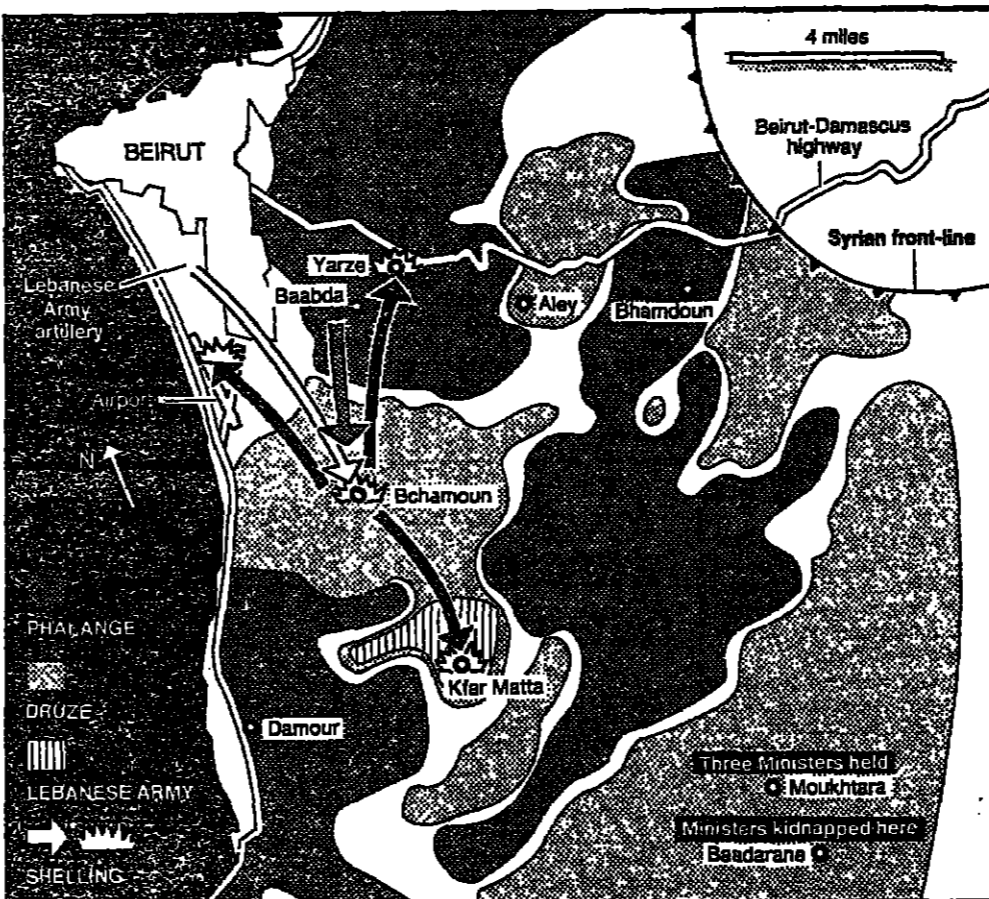 4 miles
BEIRUT
Beirut-Damascus
highway
Syrian front-line
Yarze
Lebanese
Army
artillery
Baabda
Aley
Bhamdoun
Airport
N
Bchamoun
PHALANGE
DRUZE
LEBANESE ARMY
SHELLING
Kfar Matta
Damour
Three Ministers held
Moukhtara
Ministers kidnapped here
Baadarane